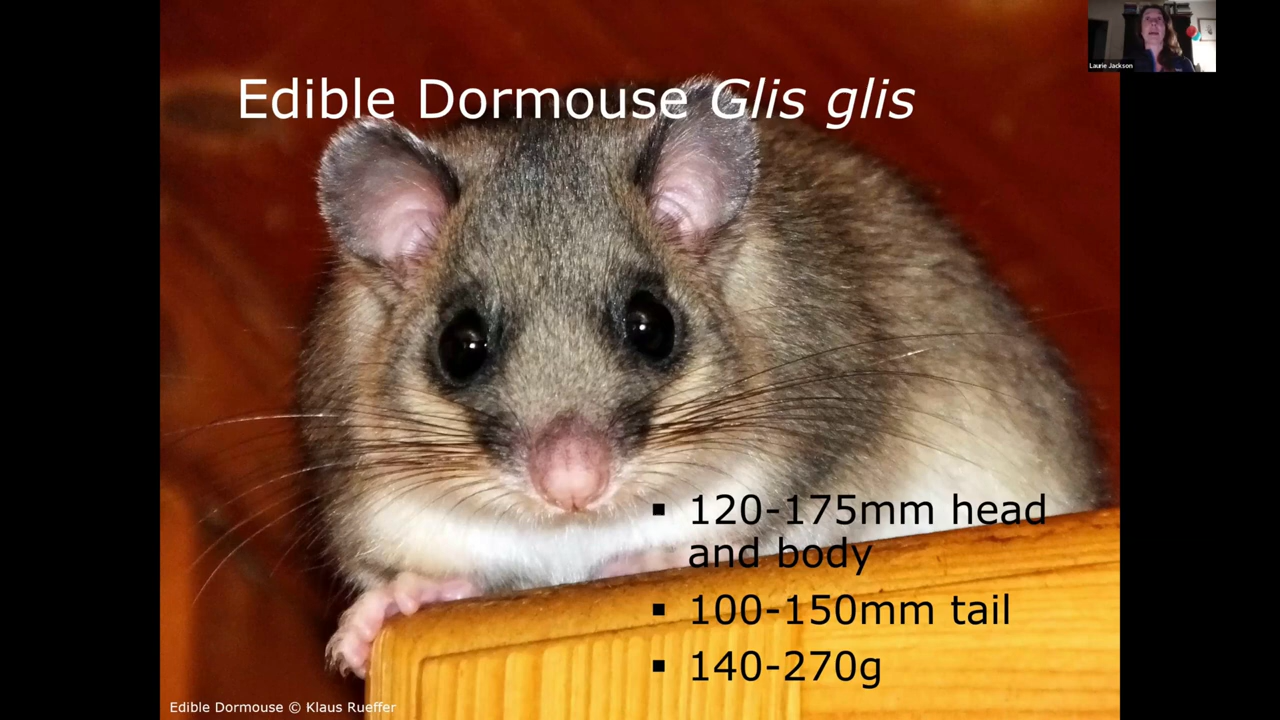 Laurie Jackson
Edible Dormouse Glis glis
▪ 120-175mm head
and body
▪ 100-150mm tail
▪ 140-270g
Edible Dormouse © Klaus Rueffer